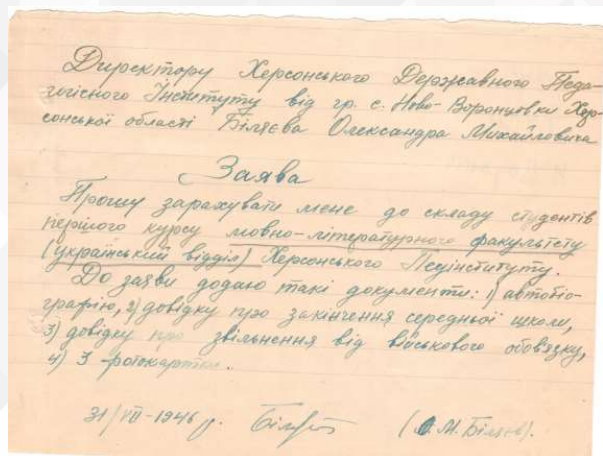 Директору Херсонського Державного Педа-
гогісного Інституту від гр. с. Ново-Воронцовки Хер-
сонської області Біляєва Олександра Михайловича
Заява
Прошу зарахувати мене до складу студентів
першого курсу мовно-літературного факультету
(український відділ) Херсонського Педінституту.
До заяви додаю такі документи: 1) автобіо-
графію, 2) довідку про закінчення середньої школи,
3) довідку про звільнення від військового обов'язку,
4) 3 -фотокартки.
31/VII-1946 р. (О.М. Біляєв).